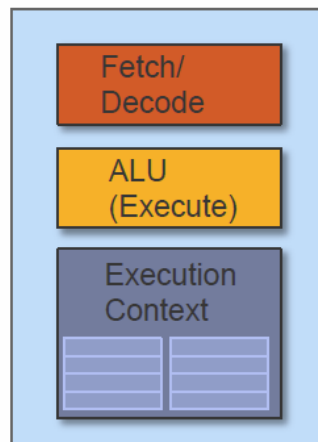 Fetch/
Decode
ALU
(Execute)
Execution
Context